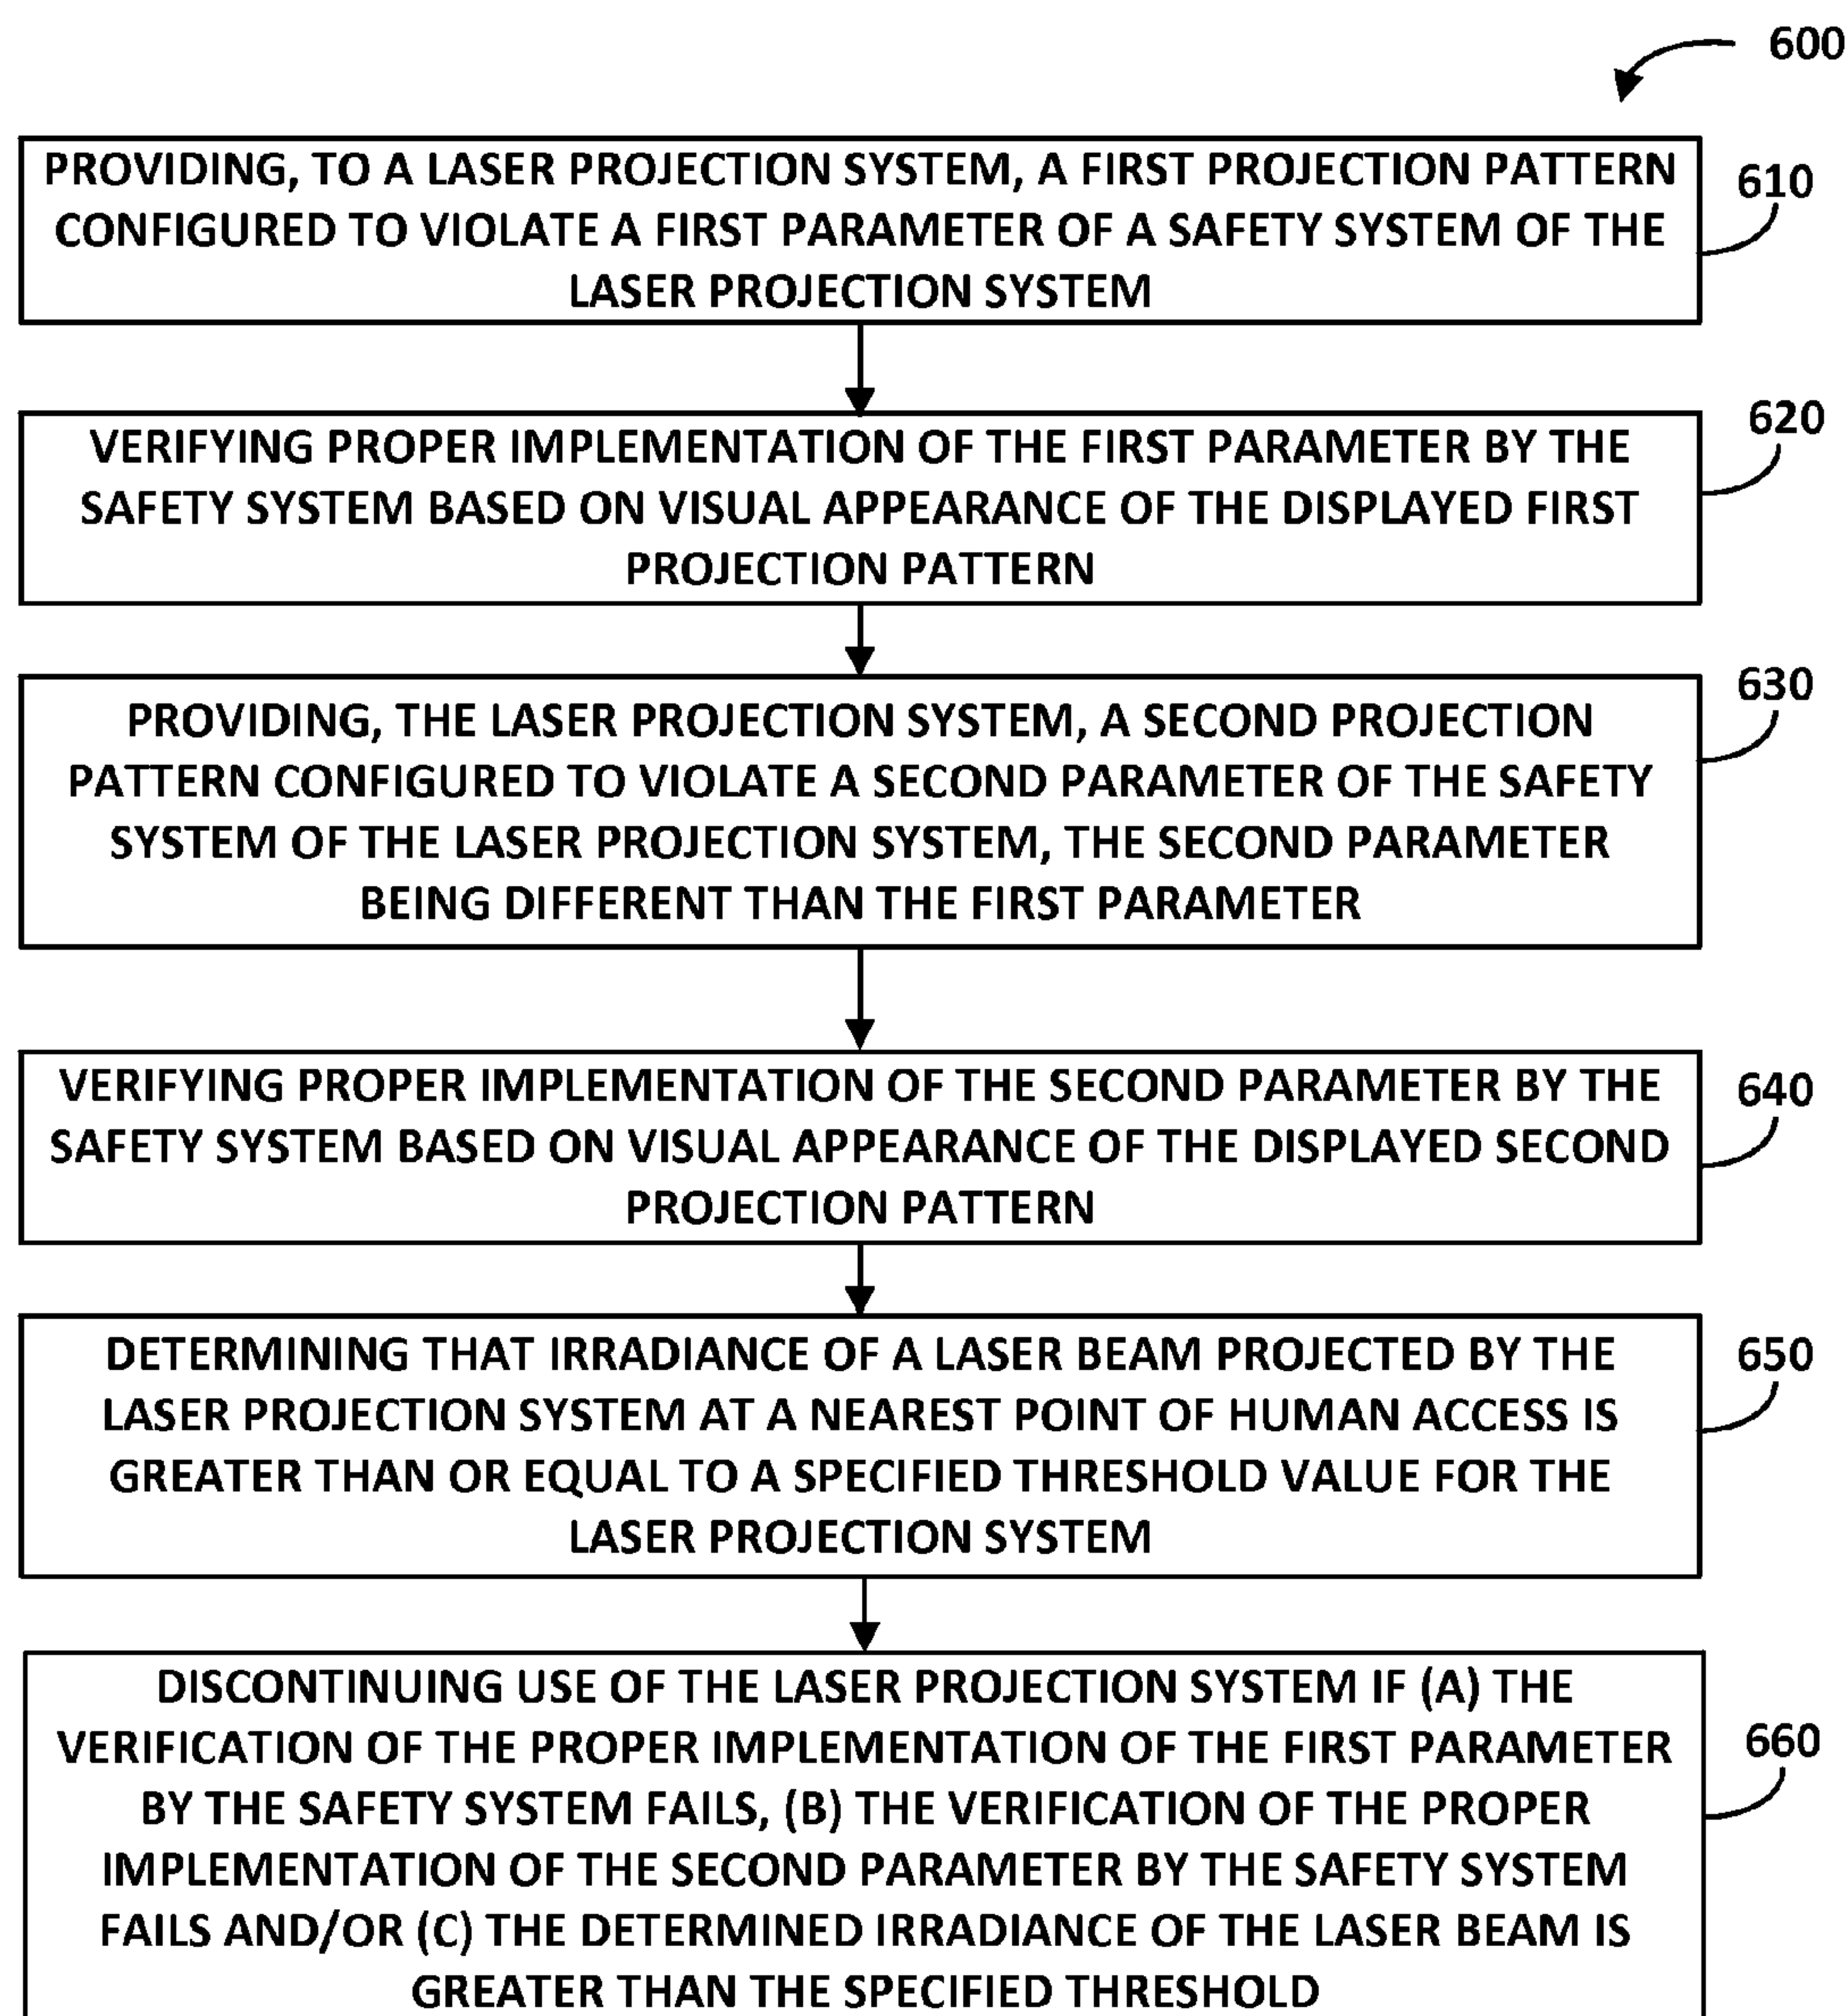 600
PROVIDING, TO A LASER PROJECTION SYSTEM, A FIRST PROJECTION PATTERN
CONFIGURED TO VIOLATE A FIRST PARAMETER OF A SAFETY SYSTEM OF THE
LASER PROJECTION SYSTEM
610
VERIFYING PROPER IMPLEMENTATION OF THE FIRST PARAMETER BY THE
SAFETY SYSTEM BASED ON VISUAL APPEARANCE OF THE DISPLAYED FIRST
PROJECTION PATTERN
620
PROVIDING, THE LASER PROJECTION SYSTEM, A SECOND PROJECTION
PATTERN CONFIGURED TO VIOLATE A SECOND PARAMETER OF THE SAFETY
SYSTEM OF THE LASER PROJECTION SYSTEM, THE SECOND PARAMETER
BEING DIFFERENT THAN THE FIRST PARAMETER
630
VERIFYING PROPER IMPLEMENTATION OF THE SECOND PARAMETER BY THE
SAFETY SYSTEM BASED ON VISUAL APPEARANCE OF THE DISPLAYED SECOND
PROJECTION PATTERN
640
DETERMINING THAT IRRADIANCE OF A LASER BEAM PROJECTED BY THE
LASER PROJECTION SYSTEM AT A NEAREST POINT OF HUMAN ACCESS IS
GREATER THAN OR EQUAL TO A SPECIFIED THRESHOLD VALUE FOR THE
LASER PROJECTION SYSTEM
650
DISCONTINUING USE OF THE LASER PROJECTION SYSTEM IF (A) THE
VERIFICATION OF THE PROPER IMPLEMENTATION OF THE FIRST PARAMETER
BY THE SAFETY SYSTEM FAILS, (B) THE VERIFICATION OF THE PROPER
IMPLEMENTATION OF THE SECOND PARAMETER BY THE SAFETY SYSTEM
FAILS AND/OR (C) THE DETERMINED IRRADIANCE OF THE LASER BEAM IS
GREATER THAN THE SPECIFIED THRESHOLD
660